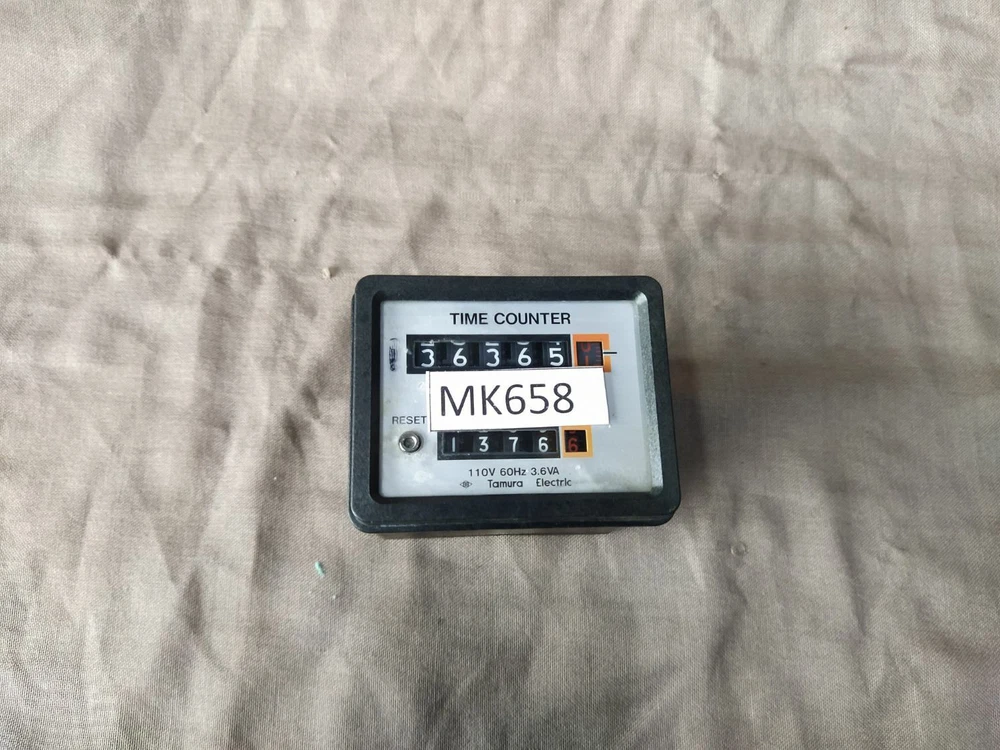 TIME COUNTER
36365
MK658
RESET
1376 6
110V 60Hz 3.6VA
Tamura Electric